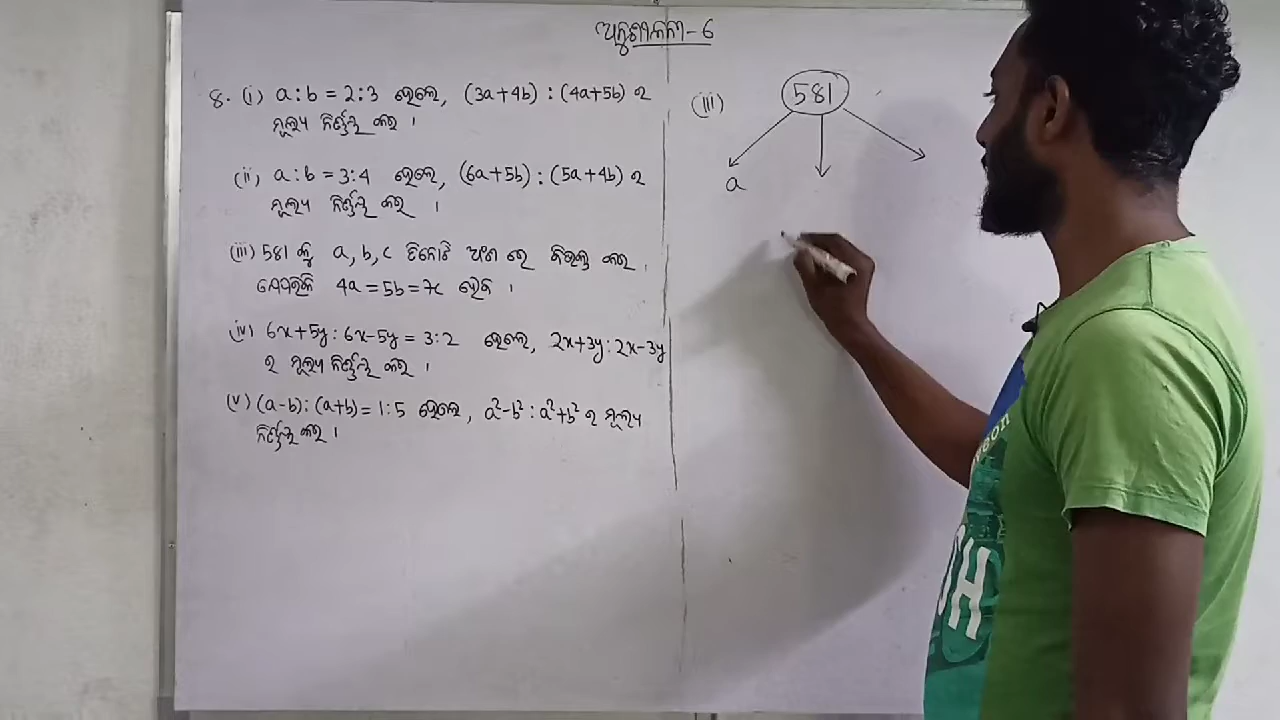 ଅନୁଶୀଳନୀ - 6
8. (i) a : b = 2:3 ହେଲେ, (3a+4b) : (4a+5b) ର
ମୂଲ୍ୟ ନିର୍ଣ୍ଣୟ କର ।
(ii) a : b = 3:4 ହେଲେ, (6a+5b) : (5a+4b) ର
ମୂଲ୍ୟ ନିର୍ଣ୍ଣୟ କର ।
(iii) 581 କୁ a, b, c ତିନୋଟି ଅଂଶ ରେ ବିଭକ୍ତ କର,
ଯେପରିକି 4a = 5b = 7c ହେବ ।
(iv) 6x+5y : 6x-5y = 3:2 ହେଲେ, 2x+3y : 2x-3y
ର ମୂଲ୍ୟ ନିର୍ଣ୍ଣୟ କର ।
(v) (a-b) : (a+b) = 1:5 ହେଲେ, a²-b² : a²+b² ର ମୂଲ୍ୟ
ନିର୍ଣ୍ଣୟ କର ।
(iii) 581
a